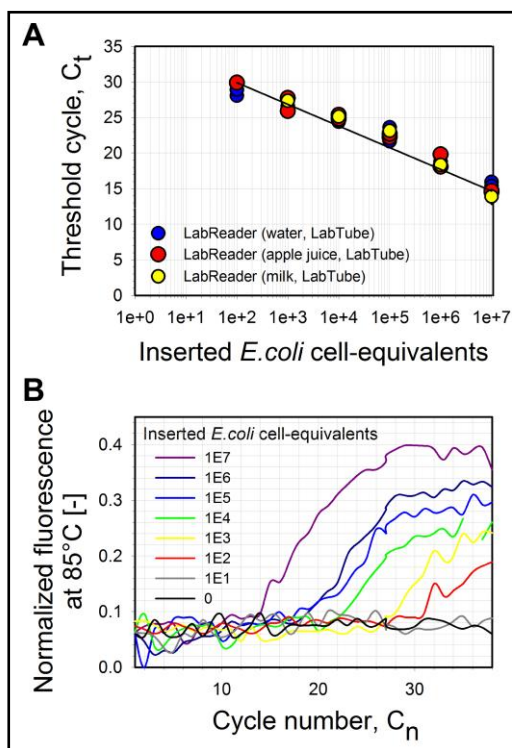 A
Threshold cycle, Ct
35
30
25
20
15
10
5
0
LabReader (water, LabTube)
LabReader (apple juice, LabTube)
LabReader (milk, LabTube)
1e+0 1e+1 1e+2 1e+3 1e+4 1e+5 1e+6 1e+7
Inserted E.coli cell-equivalents
B
Normalized fluorescence
at 85°C [-]
0.4
0.3
0.2
0.1
0.0
Inserted E.coli cell-equivalents
1E7
1E6
1E5
1E4
1E3
1E2
1E1
0
10 20 30
Cycle number, Cn